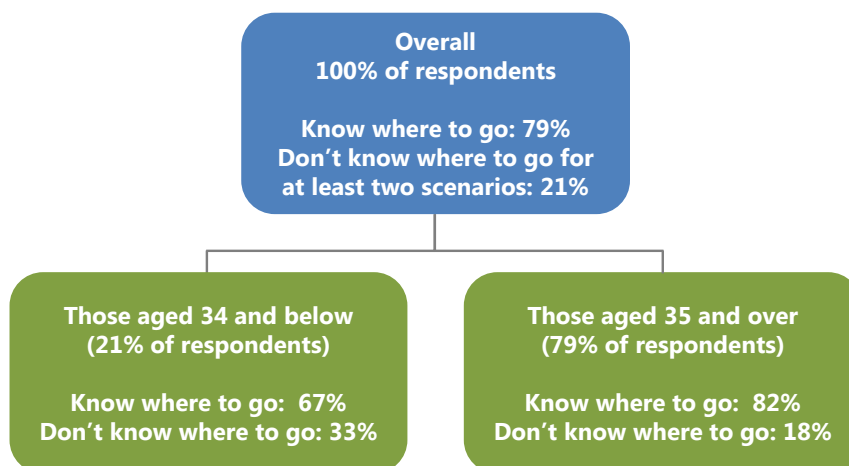 Overall
100% of respondents
Know where to go: 79%
Don’t know where to go for
at least two scenarios: 21%
Those aged 34 and below
(21% of respondents)
Know where to go:  67%
Don’t know where to go: 33%
Those aged 35 and over
(79% of respondents)
Know where to go:  82%
Don’t know where to go: 18%